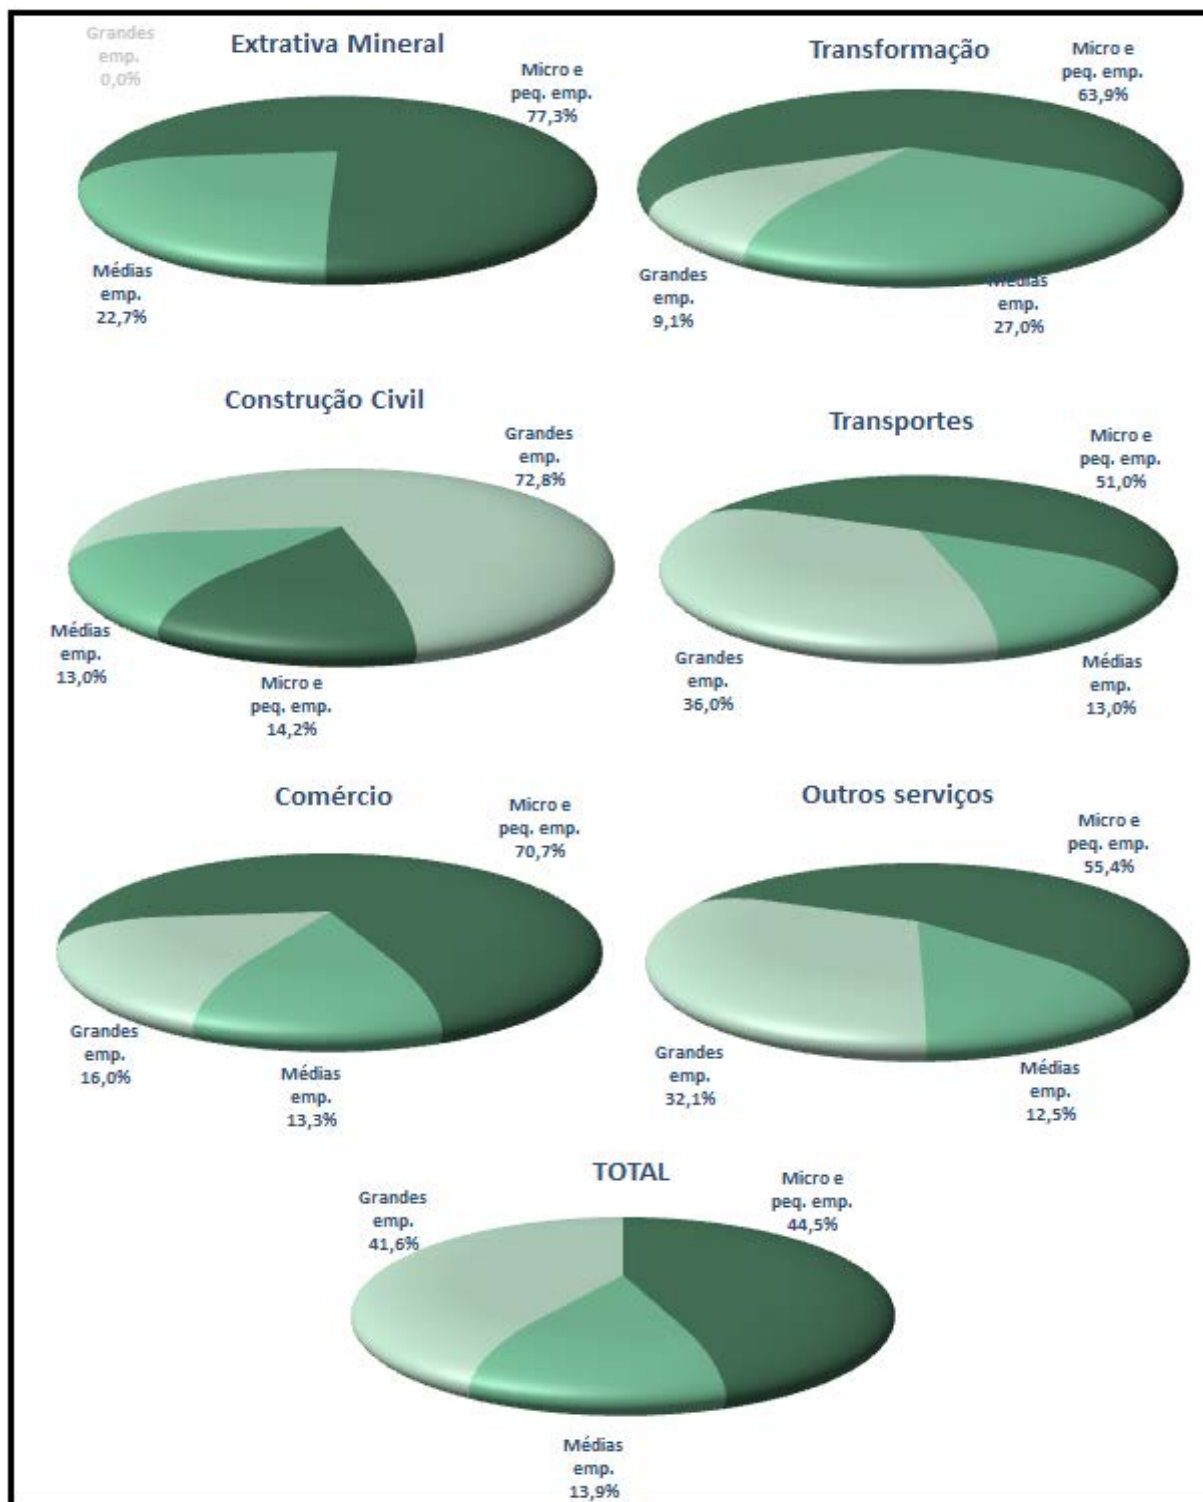 Extrativa Mineral
Grandes
emp.
0,0%
Micro e
peq. emp.
77,3%
Médias
emp.
22,7%
Transformação
Micro e
peq. emp.
63,9%
Grandes
emp.
9,1%
Médias
emp.
27,0%
Construção Civil
Grandes
emp.
72,8%
Médias
emp.
13,0%
Micro e
peq. emp.
14,2%
Transportes
Micro e
peq. emp.
51,0%
Grandes
emp.
36,0%
Médias
emp.
13,0%
Comércio
Micro e
peq. emp.
70,7%
Grandes
emp.
16,0%
Médias
emp.
13,3%
Outros serviços
Micro e
peq. emp.
55,4%
Grandes
emp.
32,1%
Médias
emp.
12,5%
TOTAL
Grandes
emp.
41,6%
Micro e
peq. emp.
44,5%
Médias
emp.
13,9%